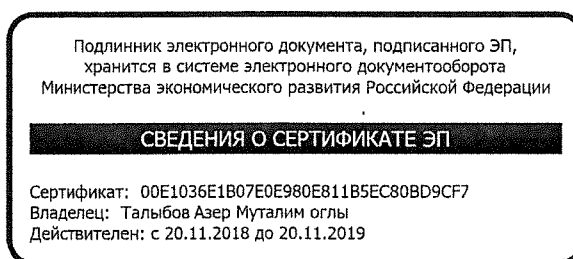 Подлинник электронного документа, подписанного ЭП,
хранится в системе электронного документооборота
Министерства экономического развития Российской Федерации
СВЕДЕНИЯ О СЕРТИФИКАТЕ ЭП
Сертификат: 00E1036E1B07E0E980E811B5EC80BD9CF7
Владелец: Талыбов Азер Муталим оглы
Действителен: с 20.11.2018 до 20.11.2019